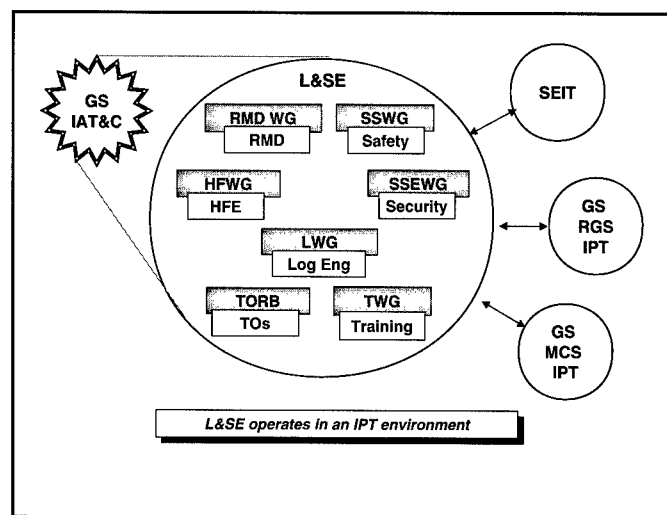 GS
IAT&C
L&SE
RMD WG
RMD
SSWG
Safety
HFWG
HFE
SSEWG
Security
LWG
Log Eng
TORB
TOs
TWG
Training
SEIT
GS
RGS
IPT
GS
MCS
IPT
L&SE operates in an IPT environment